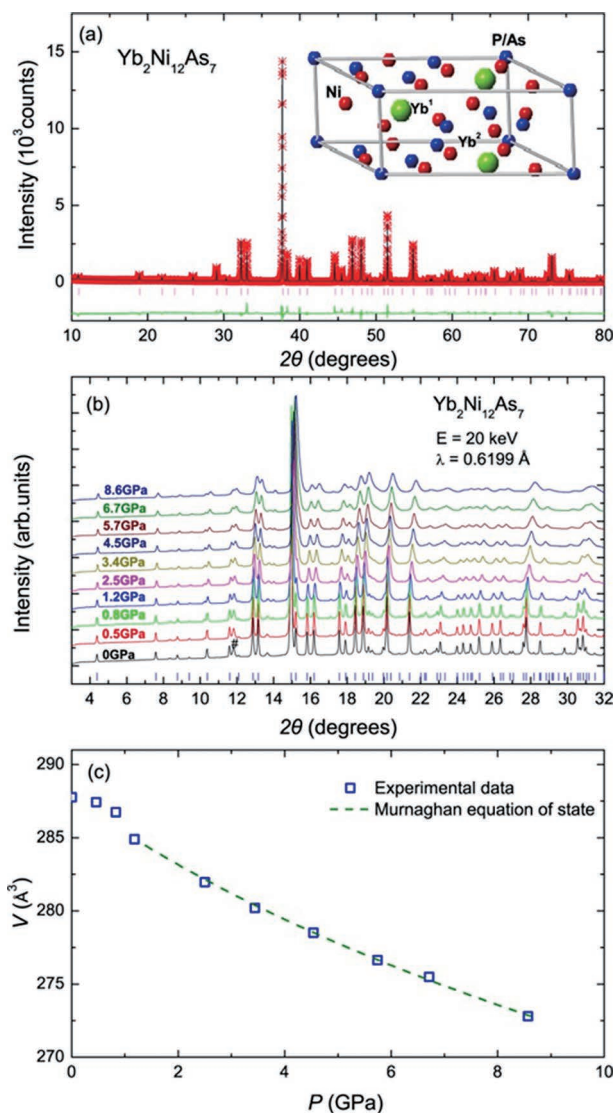 (a)
Yb₂Ni₁₂As₇
P/As
Ni
Yb¹
Yb²
Intensity (10³counts)
15
10
5
0
10 20 30 40 50 60 70 80
2θ (degrees)
(b)
Yb₂Ni₁₂As₇
E = 20 keV
λ = 0.6199 Å
Intensity (arb.units)
8.6GPa
6.7GPa
5.7GPa
4.5GPa
3.4GPa
2.5GPa
1.2GPa
0.8GPa
0.5GPa
0GPa
#
4 6 8 10 12 14 16 18 20 22 24 26 28 30 32
2θ (degrees)
(c)
Experimental data
Murnaghan equation of state
V (Å³)
290
285
280
275
270
0 2 4 6 8 10
P (GPa)